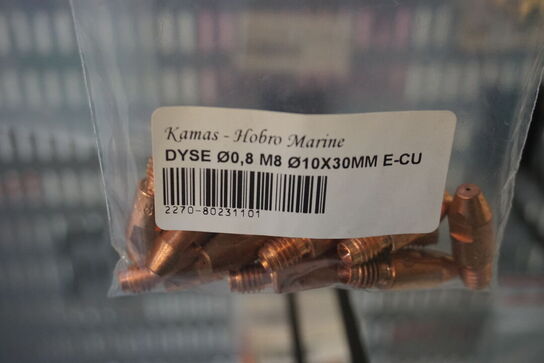 Kamas - Hobro Marine
DYSE Ø0,8 M8 Ø10X30MM E-CU
2270-80231101